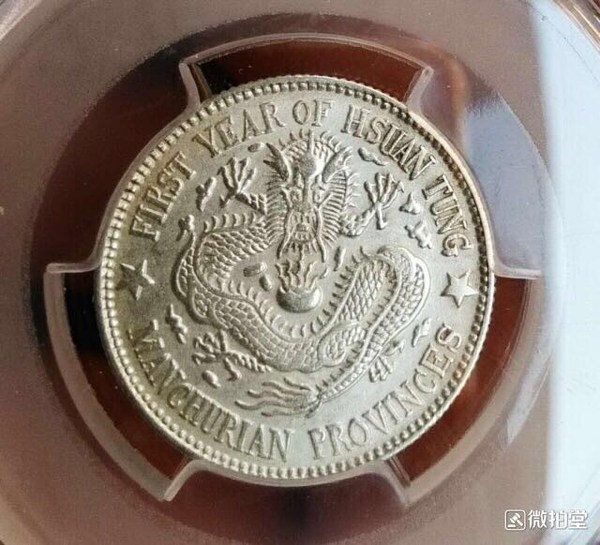 FIRST YEAR OF HSUAN TUNG
MANCHURIAN PROVINCES
微拍堂